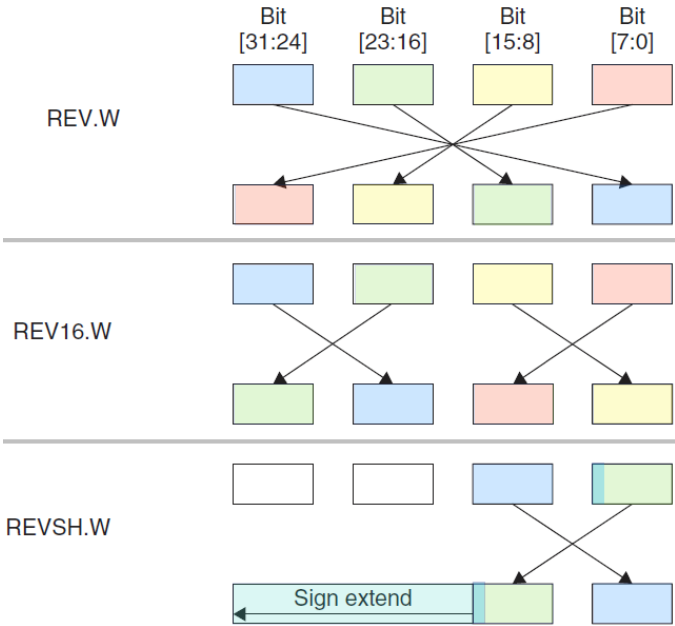 Bit Bit Bit Bit
[31:24] [23:16] [15:8] [7:0]
REV.W
REV16.W
REVSH.W
Sign extend